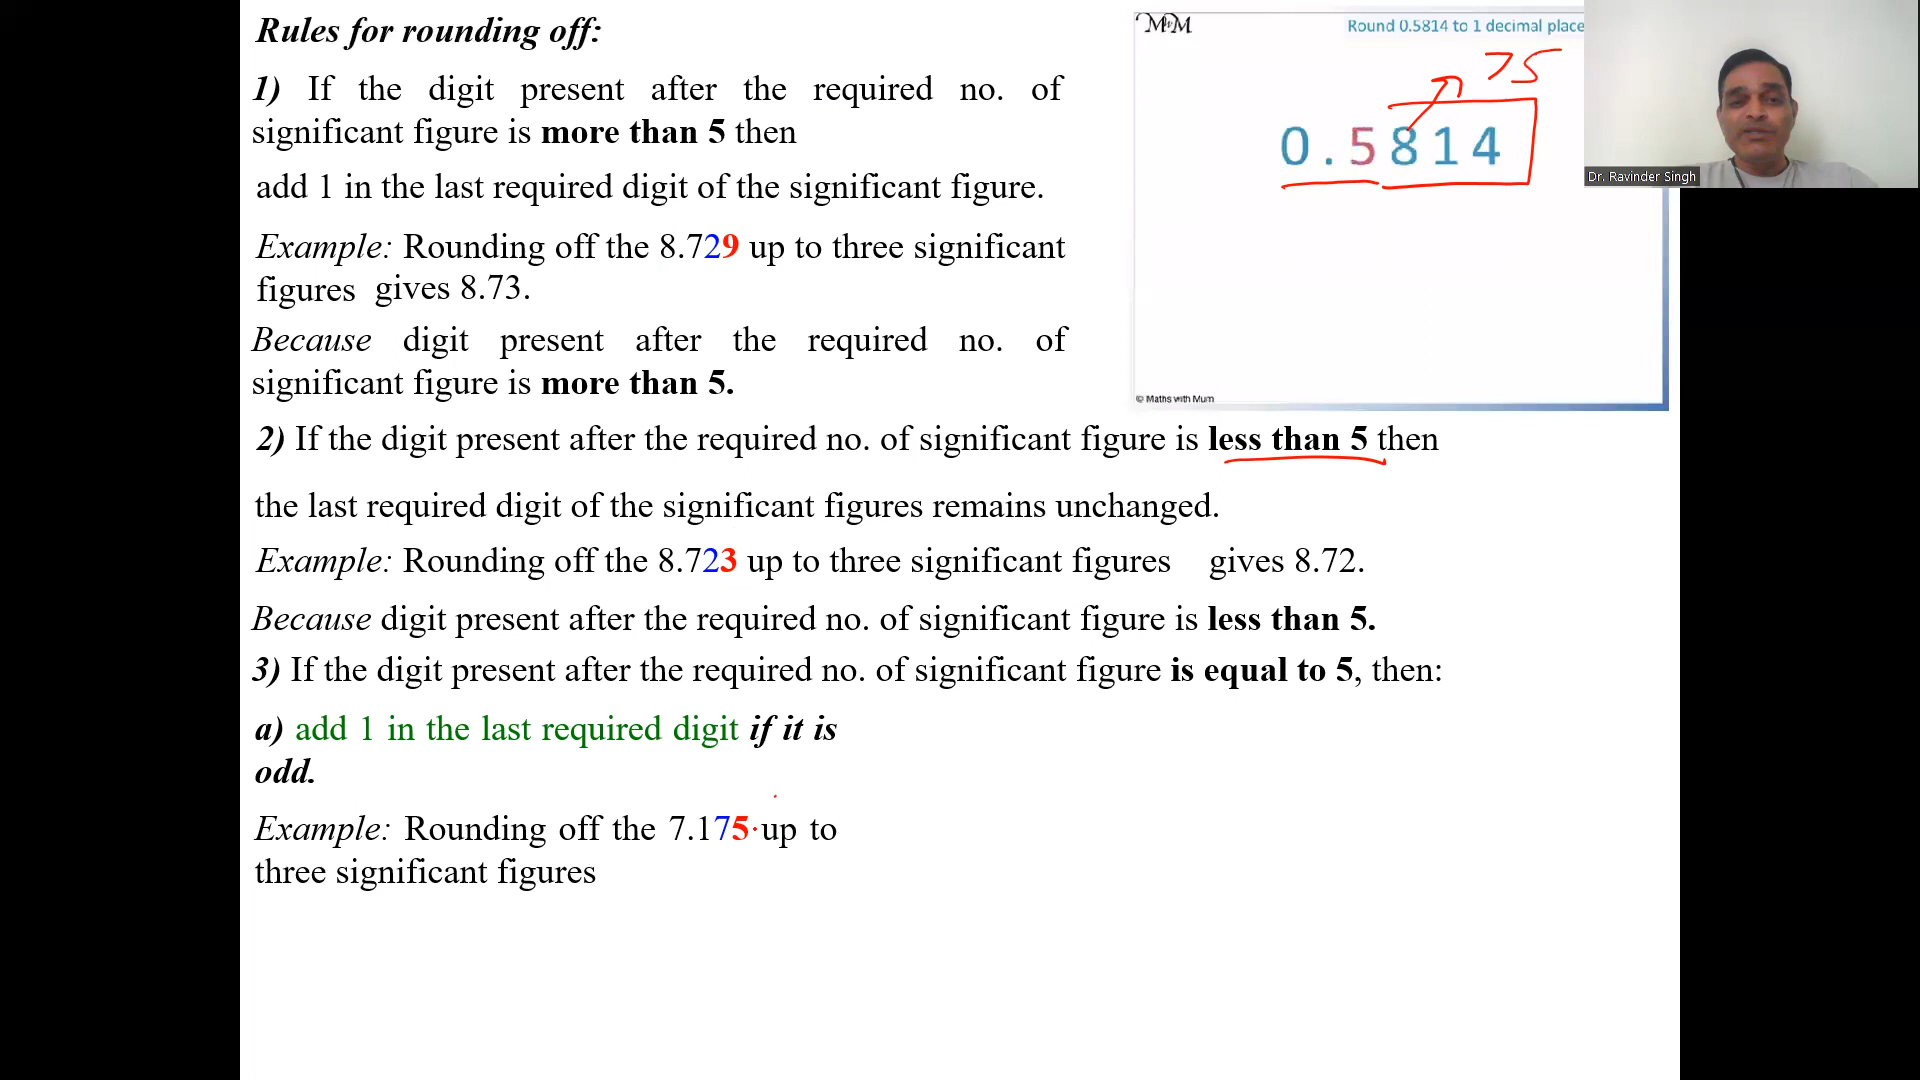 Rules for rounding off:
1) If the digit present after the required no. of
significant figure is more than 5 then
add 1 in the last required digit of the significant figure.
Example: Rounding off the 8.729 up to three significant
figures gives 8.73.
Because digit present after the required no. of
significant figure is more than 5.
2) If the digit present after the required no. of significant figure is less than 5 then
the last required digit of the significant figures remains unchanged.
Example: Rounding off the 8.723 up to three significant figures gives 8.72.
Because digit present after the required no. of significant figure is less than 5.
3) If the digit present after the required no. of significant figure is equal to 5, then:
a) add 1 in the last required digit if it is
odd.
Example: Rounding off the 7.175 up to
three significant figures
Round 0.5814 to 1 decimal place
>5
0.5814
© Maths with Mum
Dr. Ravinder Singh